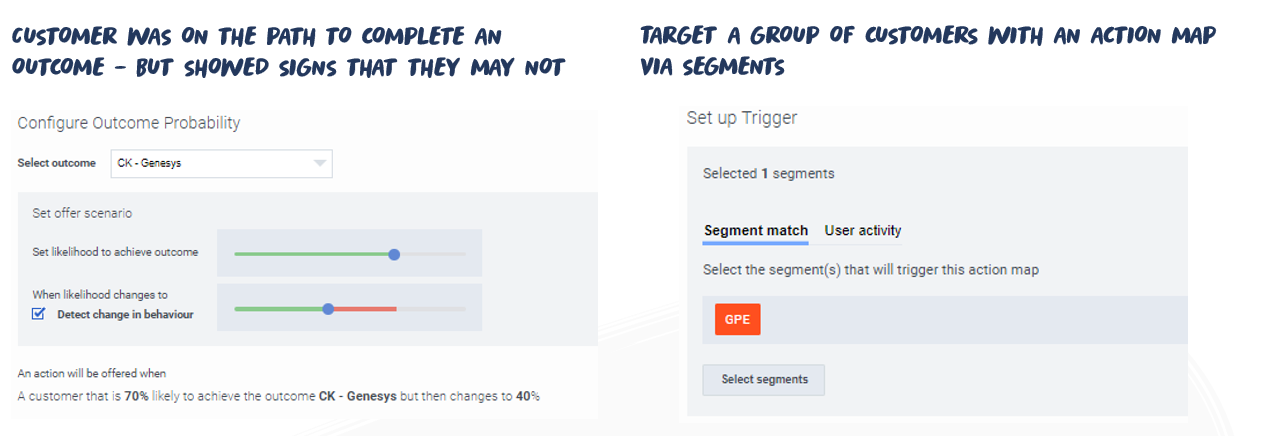 CUSTOMER WAS ON THE PATH TO COMPLETE AN
OUTCOME - BUT SHOWED SIGNS THAT THEY MAY NOT
Configure Outcome Probability
Select outcome CK - Genesys
Set offer scenario
Set likelihood to achieve outcome
When likelihood changes to
Detect change in behaviour
An action will be offered when
A customer that is 70% likely to achieve the outcome CK - Genesys but then changes to 40%
TARGET A GROUP OF CUSTOMERS WITH AN ACTION MAP
VIA SEGMENTS
Set up Trigger
Selected 1 segments
Segment match User activity
Select the segment(s) that will trigger this action map
GPE
Select segments